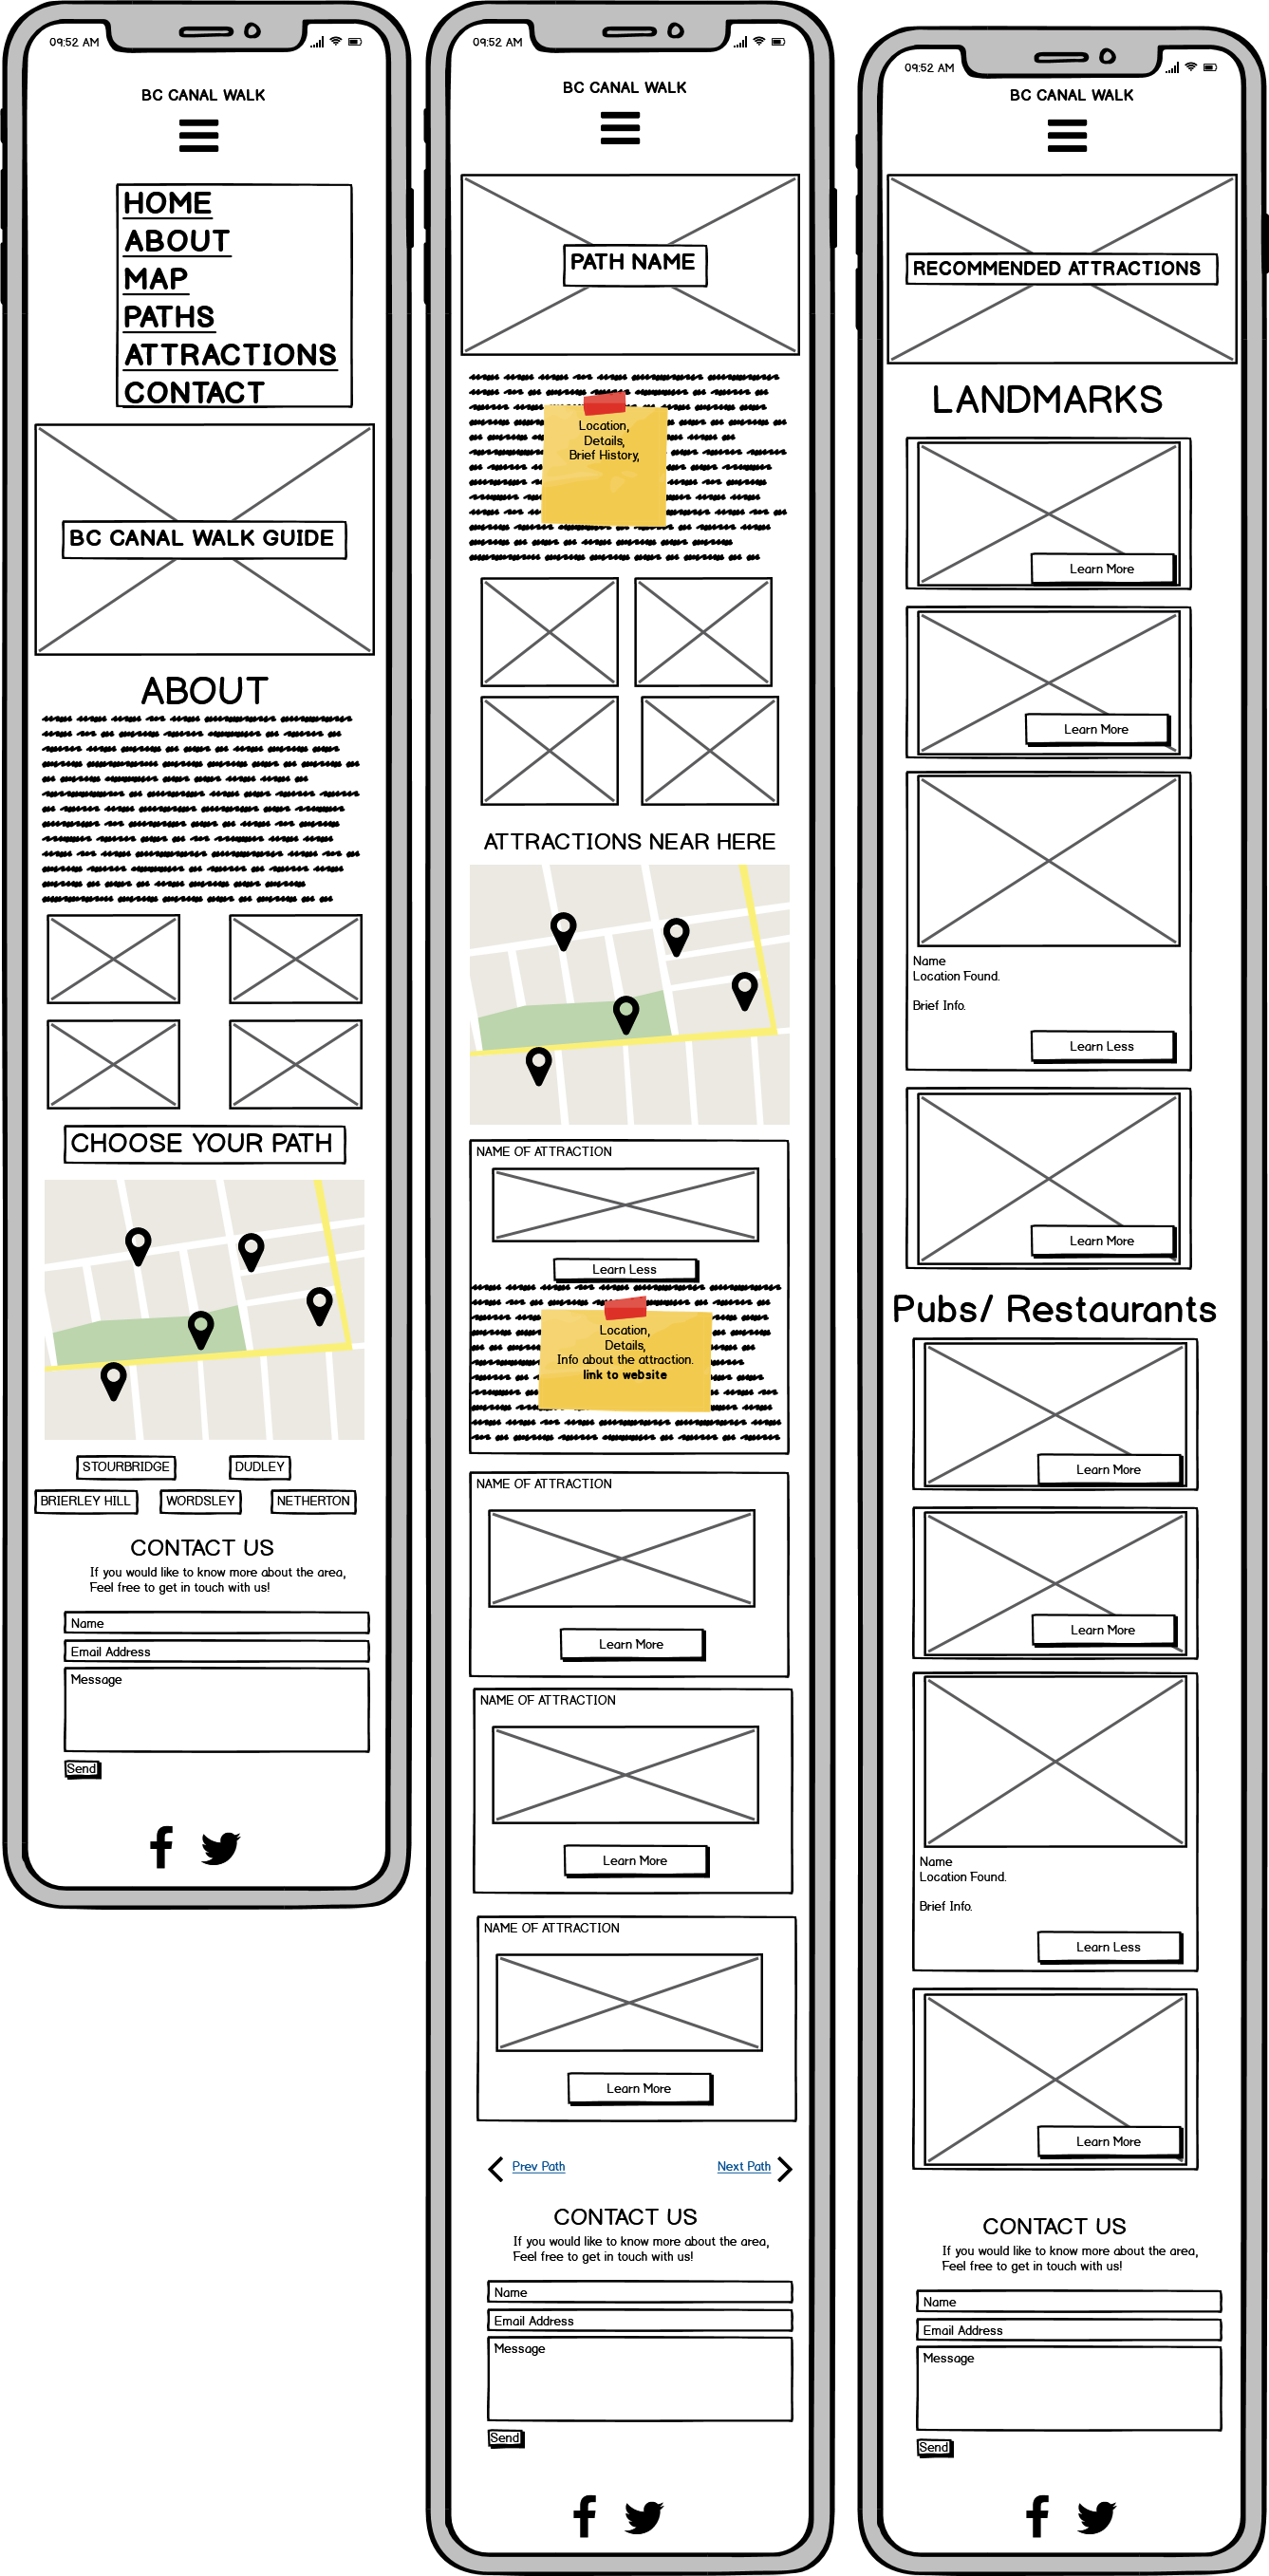 09:52 AM
BC CANAL WALK
HOME
ABOUT
MAP
PATHS
ATTRACTIONS
CONTACT
BC CANAL WALK GUIDE
ABOUT
CHOOSE YOUR PATH
STOURBRIDGE
DUDLEY
BRIERLEY HILL
WORDSLEY
NETHERTON
CONTACT US
If you would like to know more about the area,
Feel free to get in touch with us!
Name
Email Address
Message
Send
09:52 AM
BC CANAL WALK
PATH NAME
Location,
Details,
Brief History,
ATTRACTIONS NEAR HERE
NAME OF ATTRACTION
Learn Less
Location,
Details,
Info about the attraction.
link to website
NAME OF ATTRACTION
Learn More
NAME OF ATTRACTION
Learn More
NAME OF ATTRACTION
Learn More
Prev Path
Next Path
CONTACT US
If you would like to know more about the area,
Feel free to get in touch with us!
Name
Email Address
Message
Send
09:52 AM
BC CANAL WALK
RECOMMENDED ATTRACTIONS
LANDMARKS
Learn More
Learn More
Name
Location Found.
Brief Info.
Learn Less
Learn More
Pubs/ Restaurants
Learn More
Learn More
Name
Location Found.
Brief Info.
Learn Less
Learn More
CONTACT US
If you would like to know more about the area,
Feel free to get in touch with us!
Name
Email Address
Message
Send